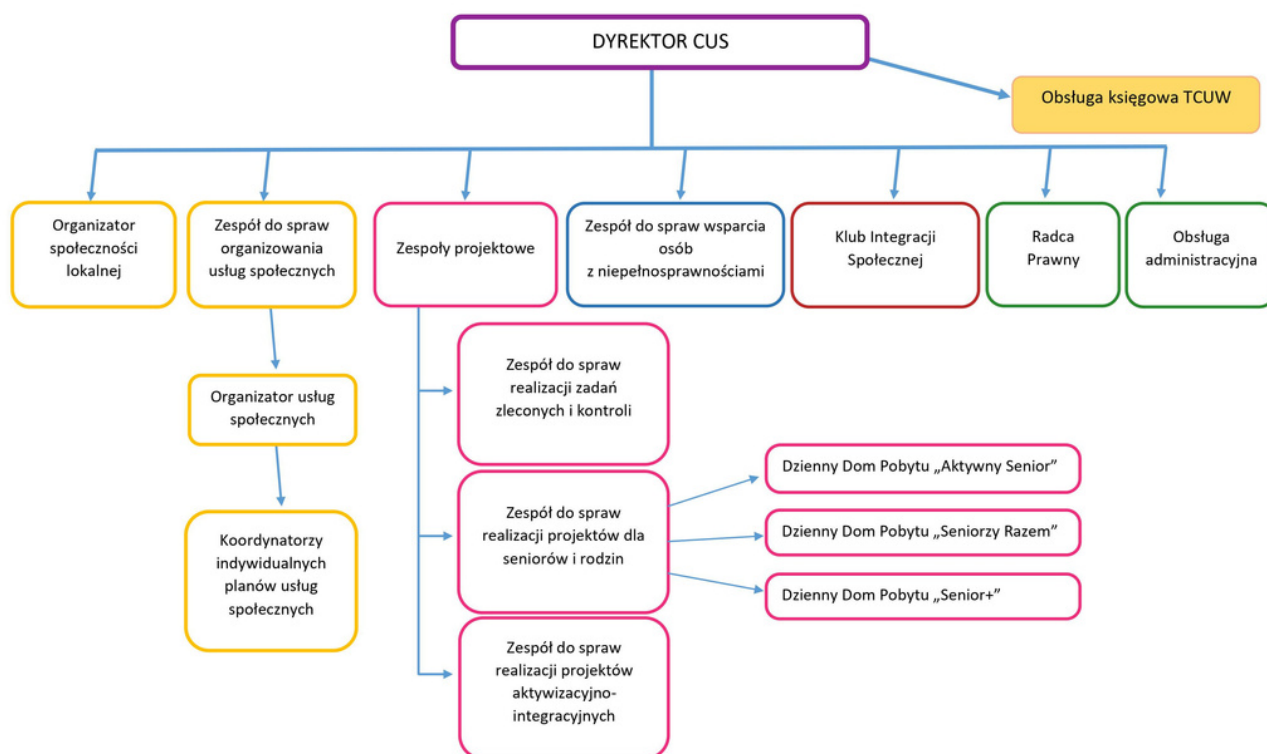 DYREKTOR CUS
Obsługa księgowa TCUW
Organizator
społeczności
lokalnej
Zespół do spraw
organizowania
usług społecznych
Zespoły projektowe
Zespół do spraw wsparcia
osób
z niepełnosprawnościami
Klub Integracji
Społecznej
Radca
Prawny
Obsługa
administracyjna
Organizator usług
społecznych
Koordynatorzy
indywidualnych
planów usług
społecznych
Zespół do spraw
realizacji zadań
zleconych i kontroli
Zespół do spraw
realizacji projektów dla
seniorów i rodzin
Dzienny Dom Pobytu „Aktywny Senior”
Dzienny Dom Pobytu „Seniorzy Razem”
Dzienny Dom Pobytu „Senior+”
Zespół do spraw
realizacji projektów
aktywizacyjno-
integracyjnych